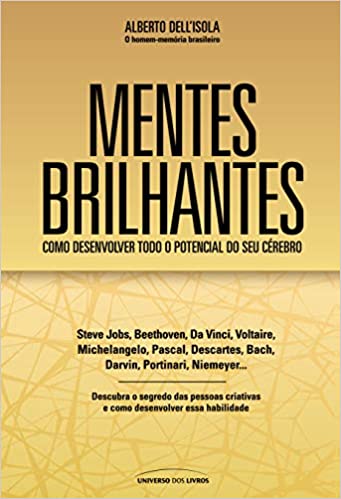 ALBERTO DELL'ISOLA
O homem-memória brasileiro
MENTES
BRILHANTES
COMO DESENVOLVER TODO O POTENCIAL DO SEU CÉREBRO
Steve Jobs, Beethoven, Da Vinci, Voltaire,
Michelangelo, Pascal, Descartes, Bach,
Darvin, Portinari, Niemeyer...
Descubra o segredo das pessoas criativas
e como desenvolver essa habilidade
UNIVERSO DOS LIVROS